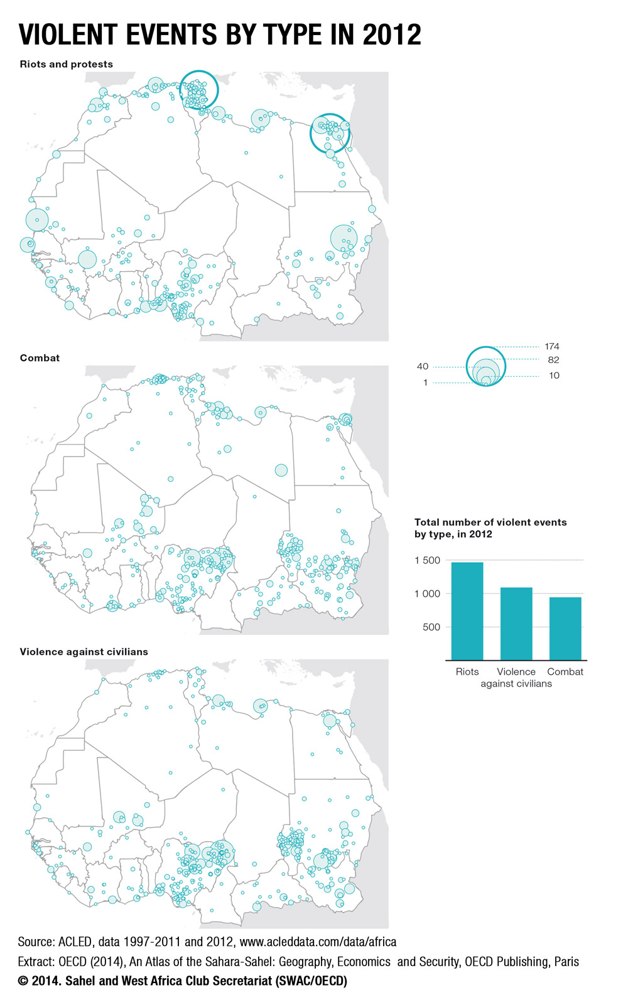 VIOLENT EVENTS BY TYPE IN 2012
Riots and protests
Combat
174
82
40
10
1
Total number of violent events
by type, in 2012
1 500
1 000
500
Riots
Violence
against civilians
Combat
Violence against civilians
Source: ACLED, data 1997-2011 and 2012, www.acleddata.com/data/africa
Extract: OECD (2014), An Atlas of the Sahara-Sahel: Geography, Economics and Security, OECD Publishing, Paris
© 2014. Sahel and West Africa Club Secretariat (SWAC/OECD)